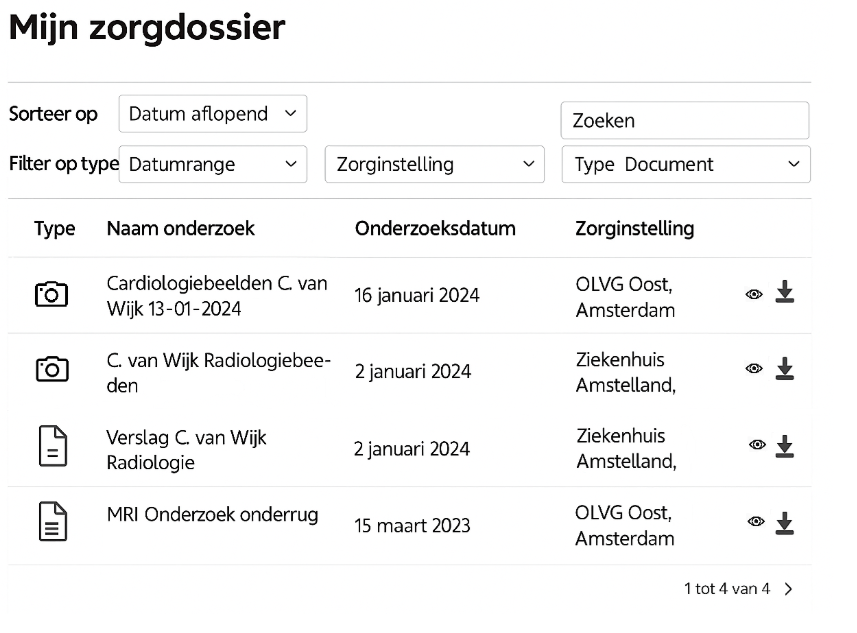 Mijn zorgdossier
Sorteer op Datum aflopend Zoeken
Filter op type Datumrange Zorginstelling Type Document
Type Naam onderzoek Onderzoeksdatum Zorginstelling
Cardiologiebeelden C. van
Wijk 13-01-2024
16 januari 2024
OLVG Oost,
Amsterdam
C. van Wijk Radiologiebee-
den
2 januari 2024
Ziekenhuis
Amstelland,
Verslag C. van Wijk
Radiologie
2 januari 2024
Ziekenhuis
Amstelland,
MRI Onderzoek onderrug
15 maart 2023
OLVG Oost,
Amsterdam
1 tot 4 van 4